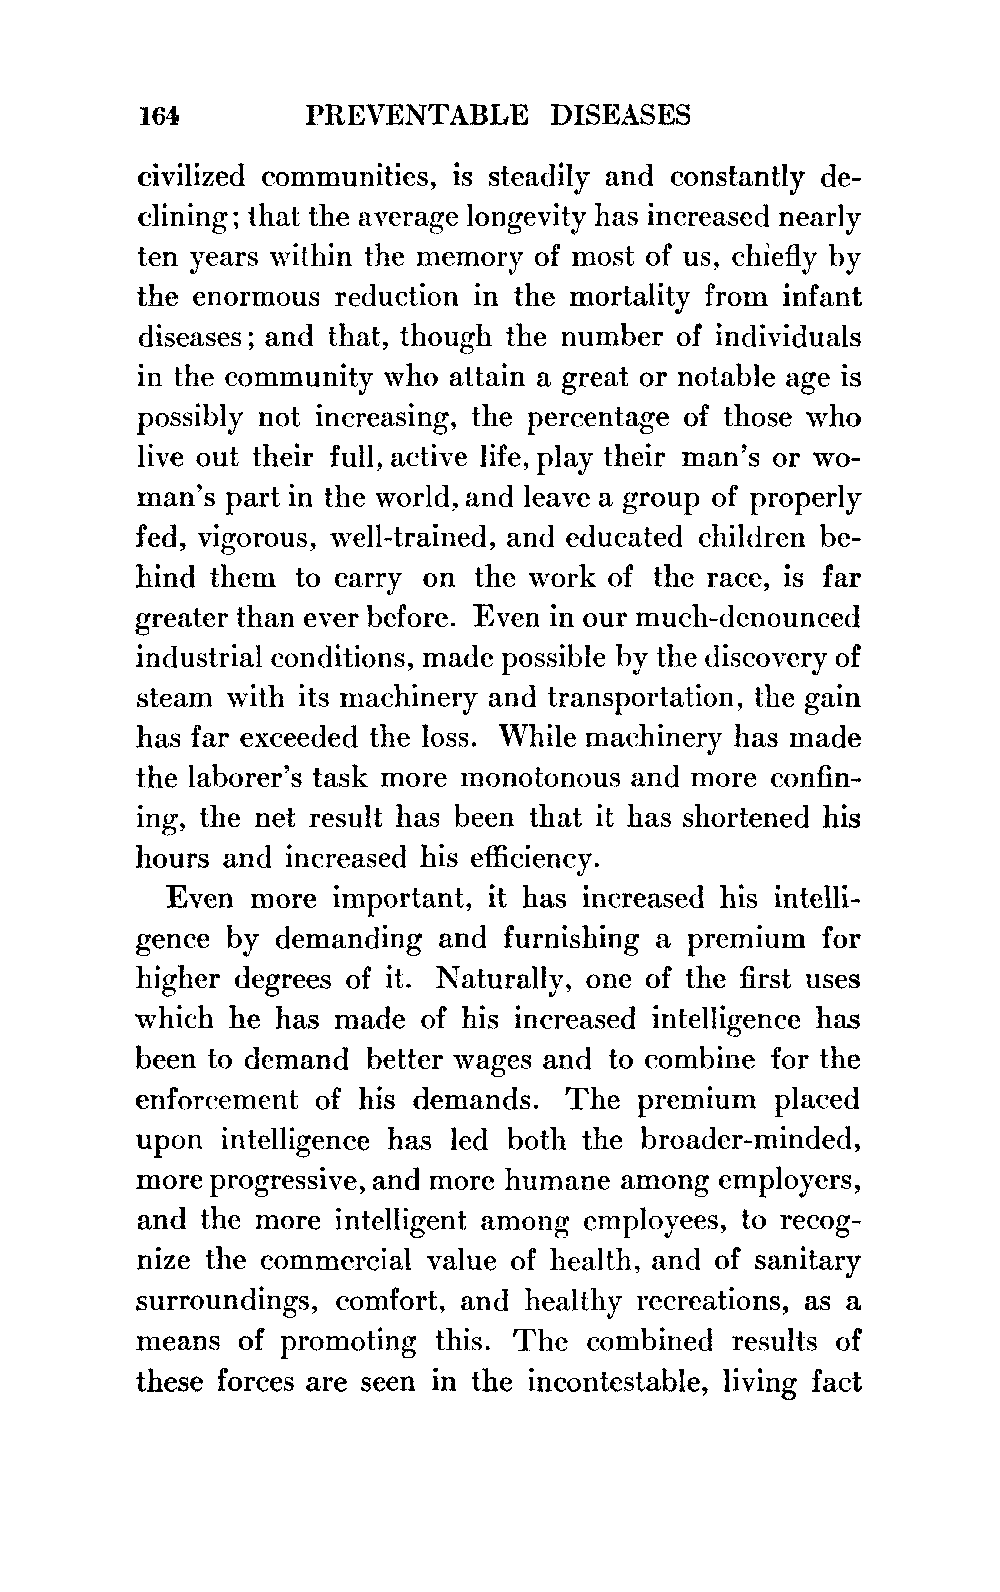 164 PREVENTABLE DISEASES
civilized communities, is steadily and constantly de-
clining; that the average longevity has increased nearly
ten years within the memory of most of us, chiefly by
the enormous reduction in the mortality from infant
diseases; and that, though the number of individuals
in the community who attain a great or notable age is
possibly not increasing, the percentage of those who
live out their full, active life, play their man's or wo-
man's part in the world, and leave a group of properly
fed, vigorous, well-trained, and educated children be-
hind them to carry on the work of the race, is far
greater than ever before. Even in our much-denounced
industrial conditions, made possible by the discovery of
steam with its machinery and transportation, the gain
has far exceeded the loss. While machinery has made
the laborer's task more monotonous and more confin-
ing, the net result has been that it has shortened his
hours and increased his efficiency.
Even more important, it has increased his intelli-
gence by demanding and furnishing a premium for
higher degrees of it. Naturally, one of the first uses
which he has made of his increased intelligence has
been to demand better wages and to combine for the
enforcement of his demands. The premium placed
upon intelligence has led both the broader-minded,
more progressive, and more humane among employers,
and the more intelligent among employees, to recog-
nize the commercial value of health, and of sanitary
surroundings, comfort, and healthy recreations, as a
means of promoting this. The combined results of
these forces are seen in the incontestable, living fact